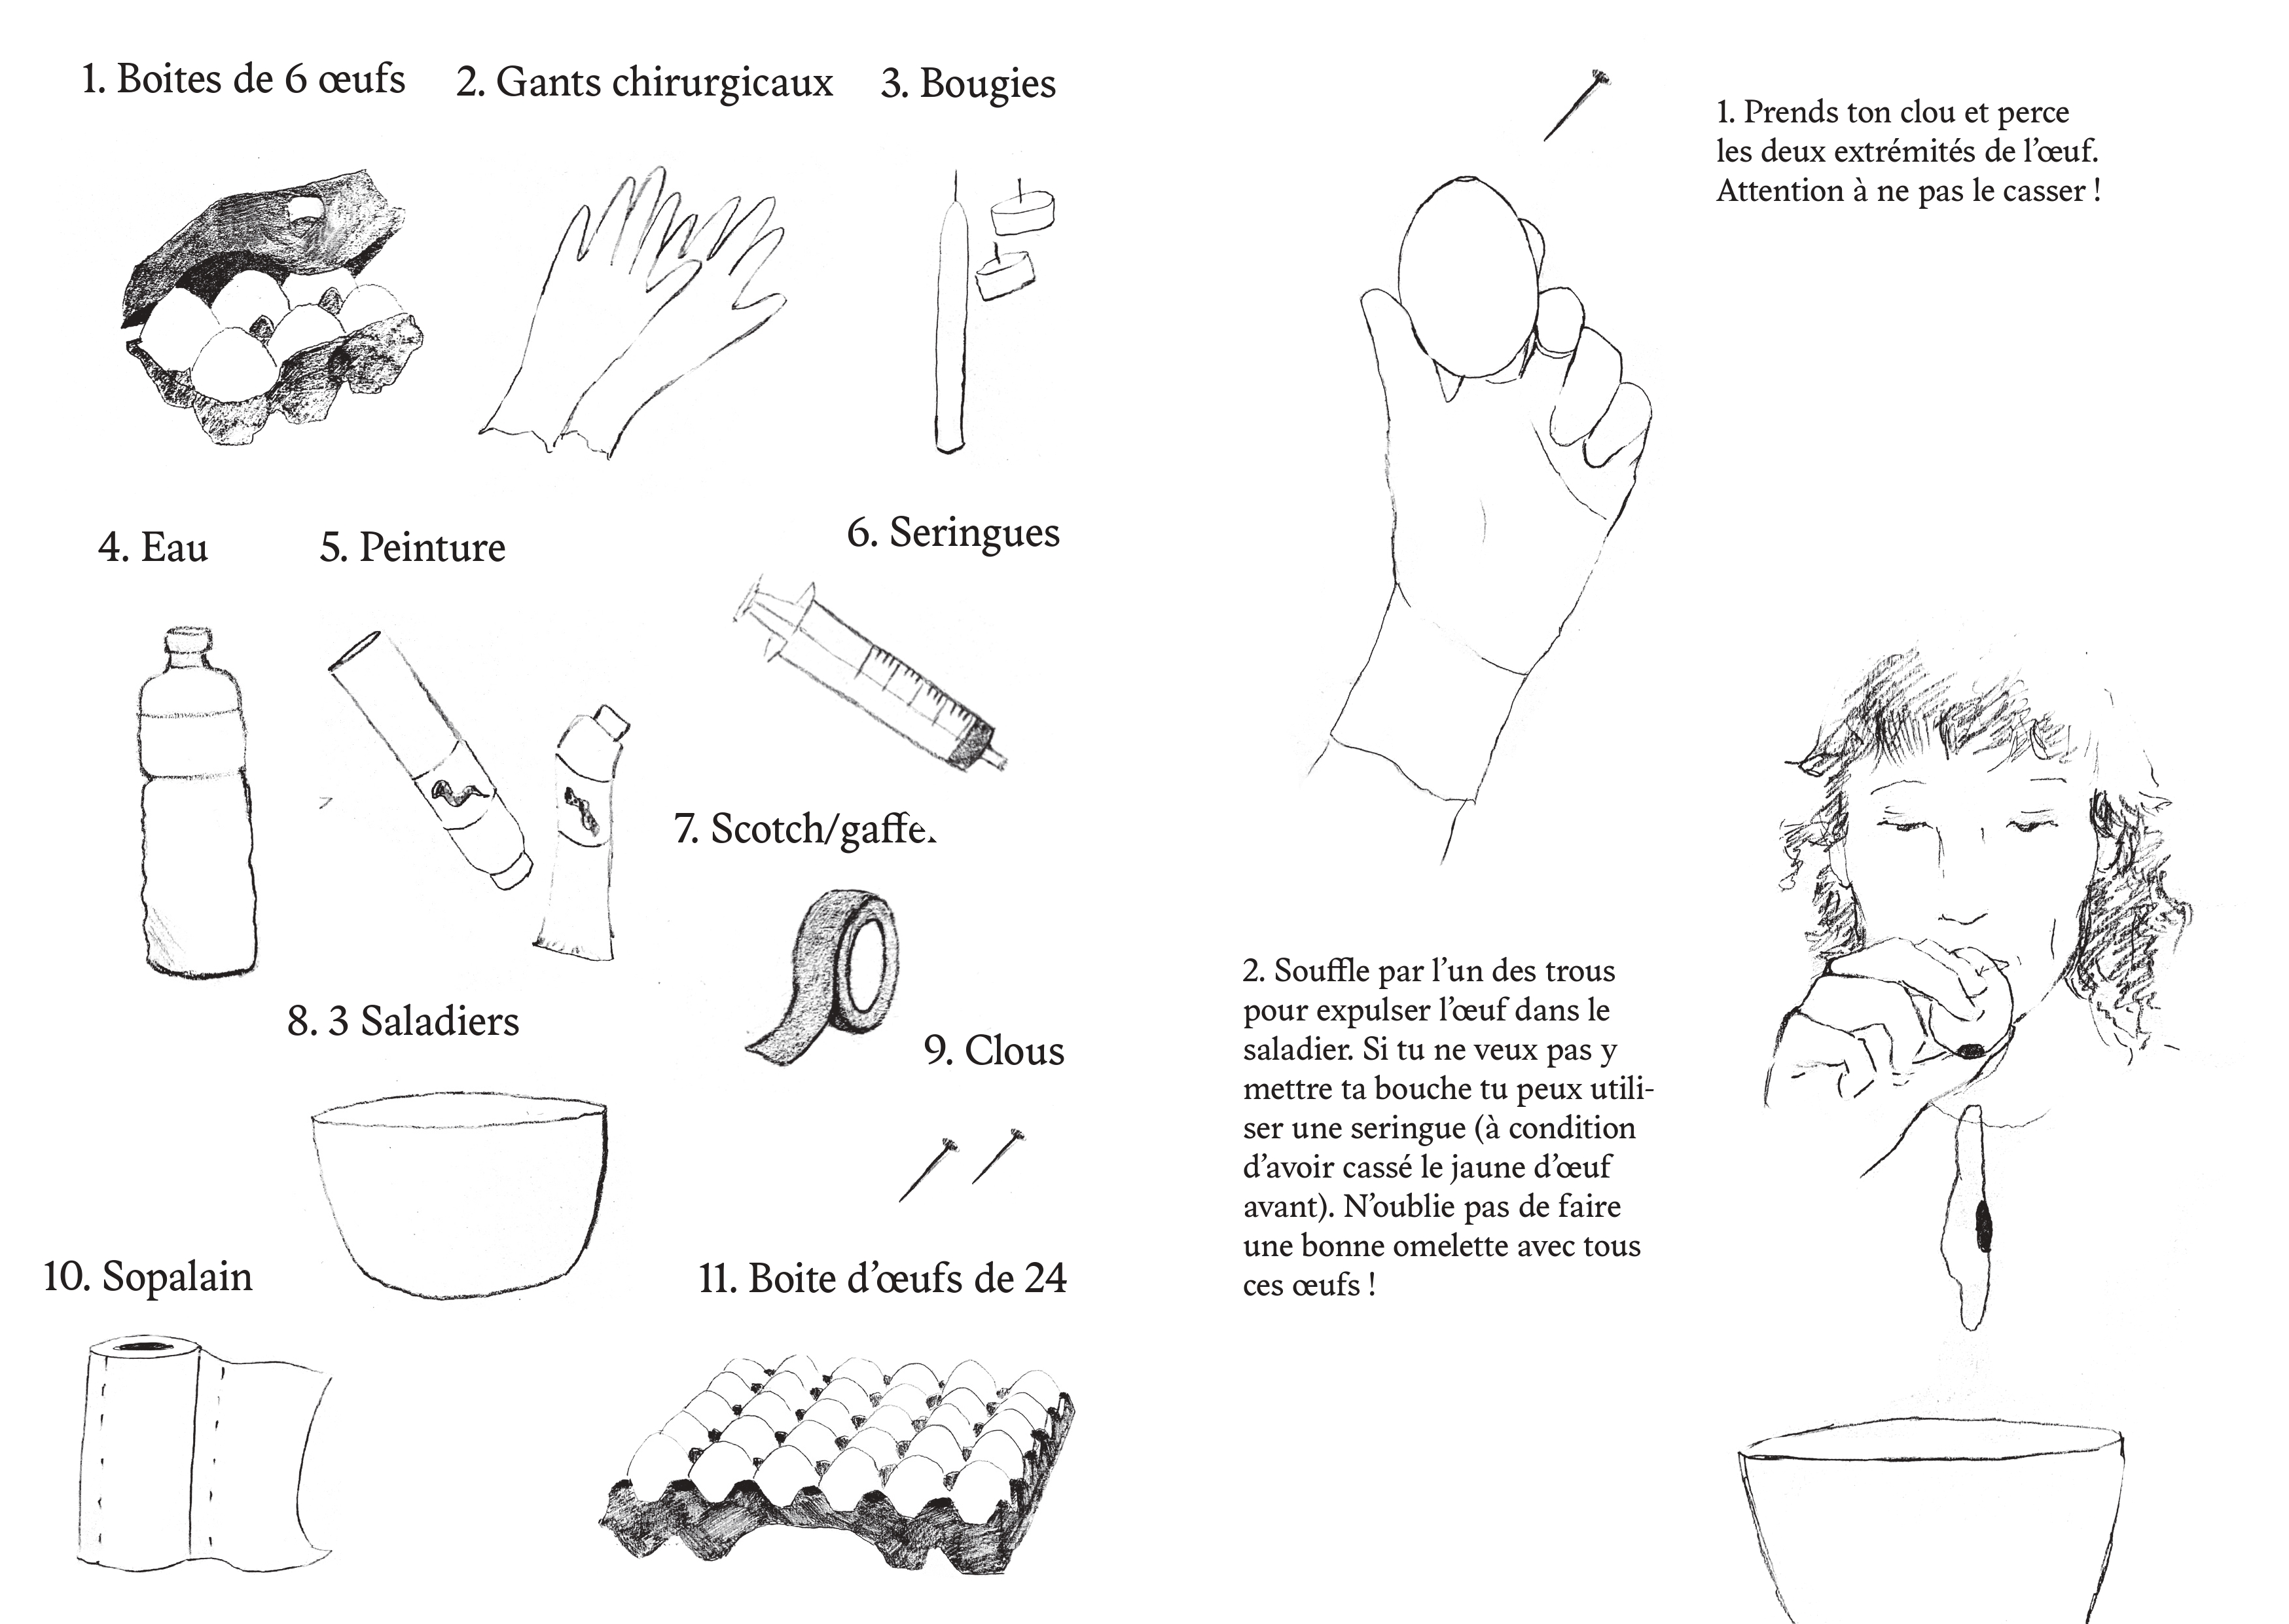 1. Boites de 6 œufs
2. Gants chirurgicaux
3. Bougies
4. Eau
5. Peinture
6. Seringues
7. Scotch/gaffe
8. 3 Saladiers
9. Clous
10. Sopalain
11. Boite d’œufs de 24
1. Prends ton clou et perce
les deux extrémités de l’œuf.
Attention à ne pas le casser !
2. Souffle par l’un des trous
pour expulser l’œuf dans le
saladier. Si tu ne veux pas y
mettre ta bouche tu peux utili-
ser une seringue (à condition
d’avoir cassé le jaune d’œuf
avant). N’oublie pas de faire
une bonne omelette avec tous
ces œufs !